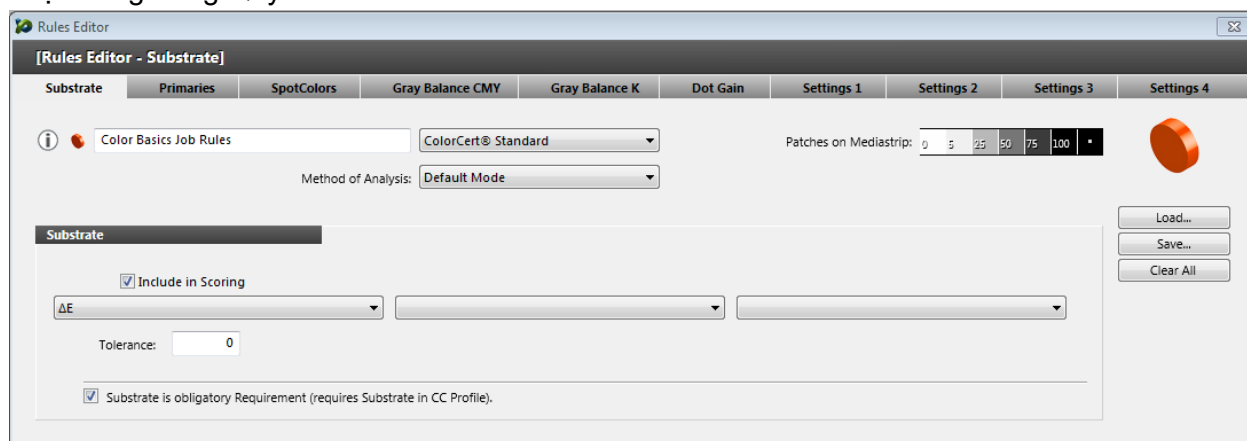 Rules Editor
[Rules Editor - Substrate]
Substrate Primaries SpotColors Gray Balance CMY Gray Balance K Dot Gain Settings 1 Settings 2 Settings 3 Settings 4
Color Basics Job Rules ColorCert® Standard Patches on Mediastrip: 0 5 25 50 75 100 *
Method of Analysis: Default Mode
Load...
Substrate
Save...
Include in Scoring
Clear All
ΔE
Tolerance: 0
Substrate is obligatory Requirement (requires Substrate in CC Profile).